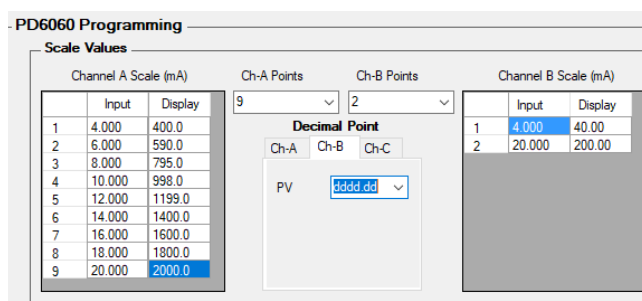 PD6060 Programming
Scale Values
Channel A Scale (mA)
Input Display
1 4.000 400.0
2 6.000 590.0
3 8.000 795.0
4 10.000 998.0
5 12.000 1199.0
6 14.000 1400.0
7 16.000 1600.0
8 18.000 1800.0
9 20.000 2000.0
Ch-A Points Ch-B Points
9 2
Decimal Point
Ch-A Ch-B Ch-C
PV dddd.dd
Channel B Scale (mA)
Input Display
1 4.000 40.00
2 20.000 200.00